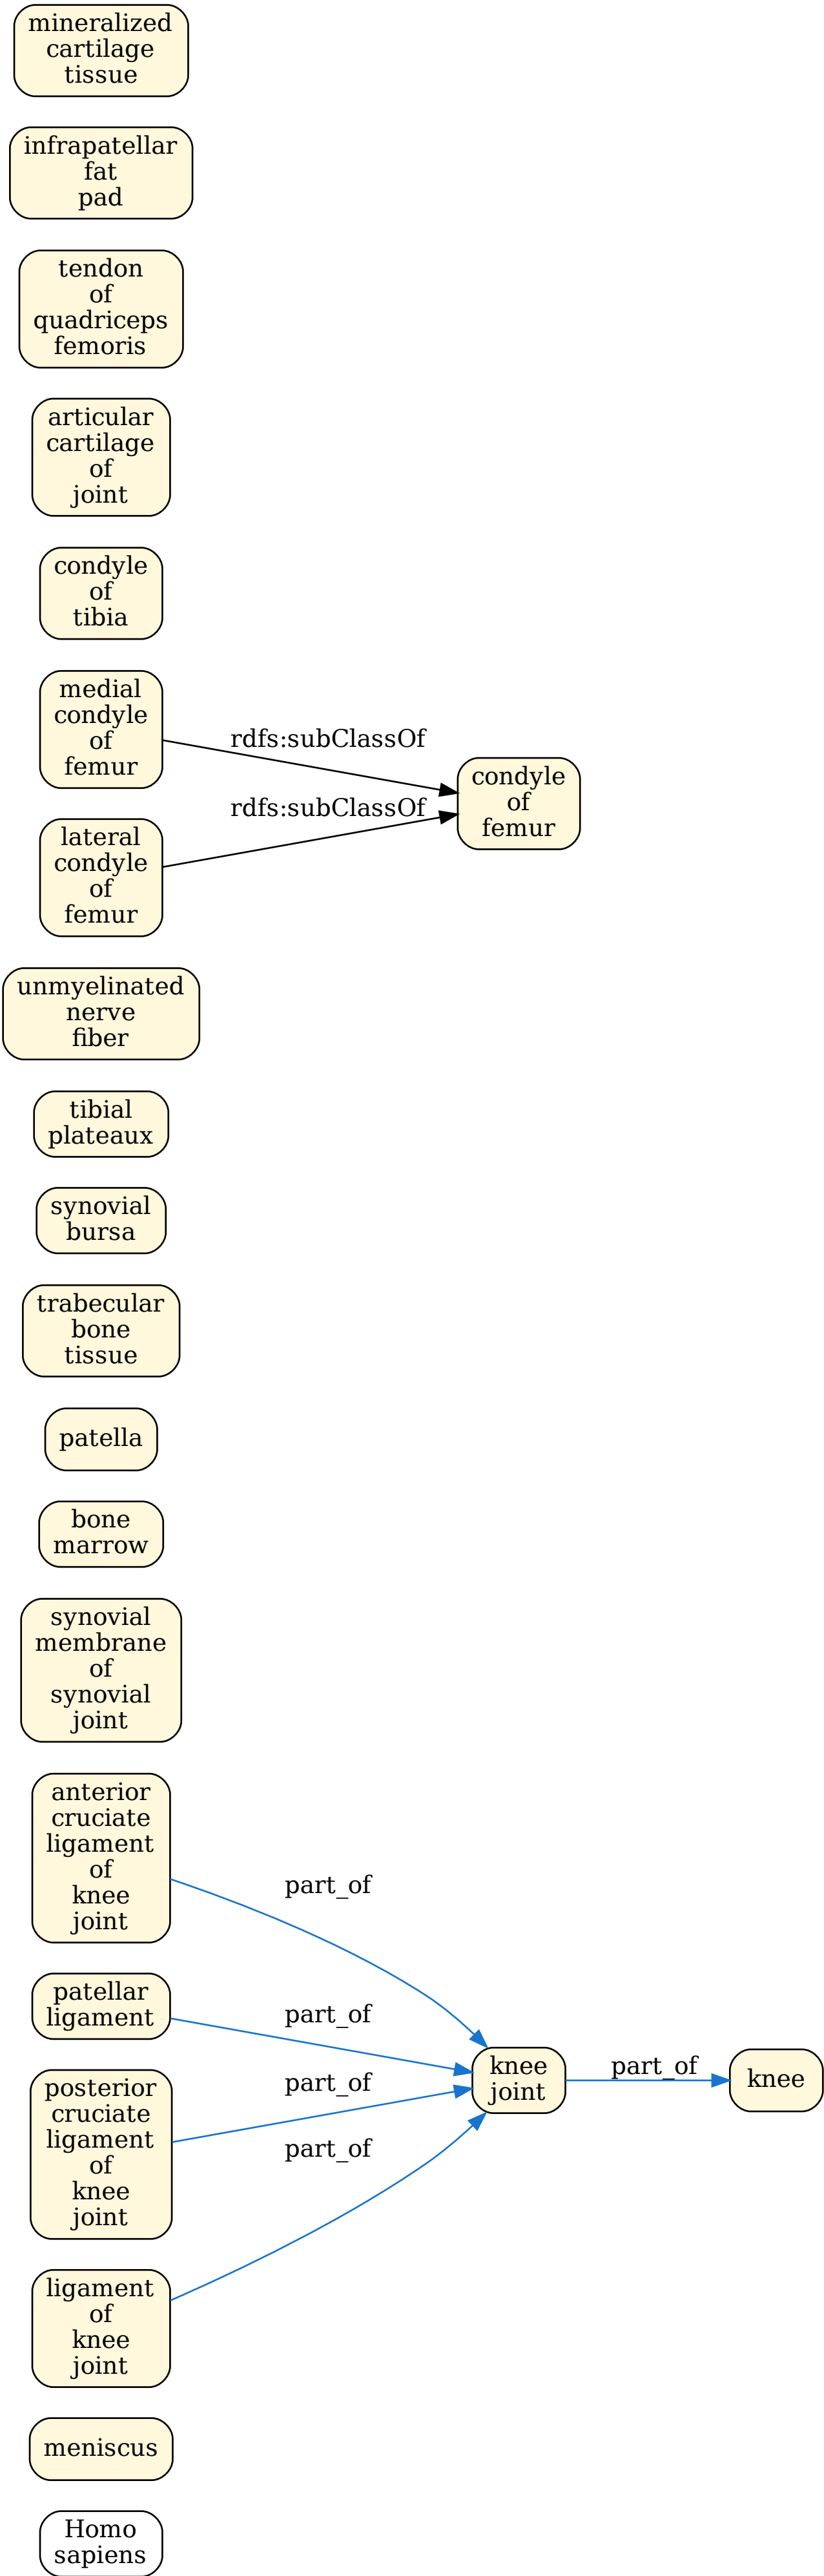 mineralized
cartilage
tissue
infrapatellar
fat
pad
tendon
of
quadriceps
femoris
articular
cartilage
of
joint
condyle
of
tibia
medial
condyle
of
femur
rdfs:subClassOf
condyle
of
femur
rdfs:subClassOf
lateral
condyle
of
femur
unmyelinated
nerve
fiber
tibial
plateaux
synovial
bursa
trabecular
bone
tissue
patella
bone
marrow
synovial
membrane
of
synovial
joint
anterior
cruciate
ligament
of
knee
joint
part_of
patellar
ligament
part_of
knee
joint
part_of
knee
part_of
posterior
cruciate
ligament
of
knee
joint
part_of
ligament
of
knee
joint
meniscus
Homo
sapiens